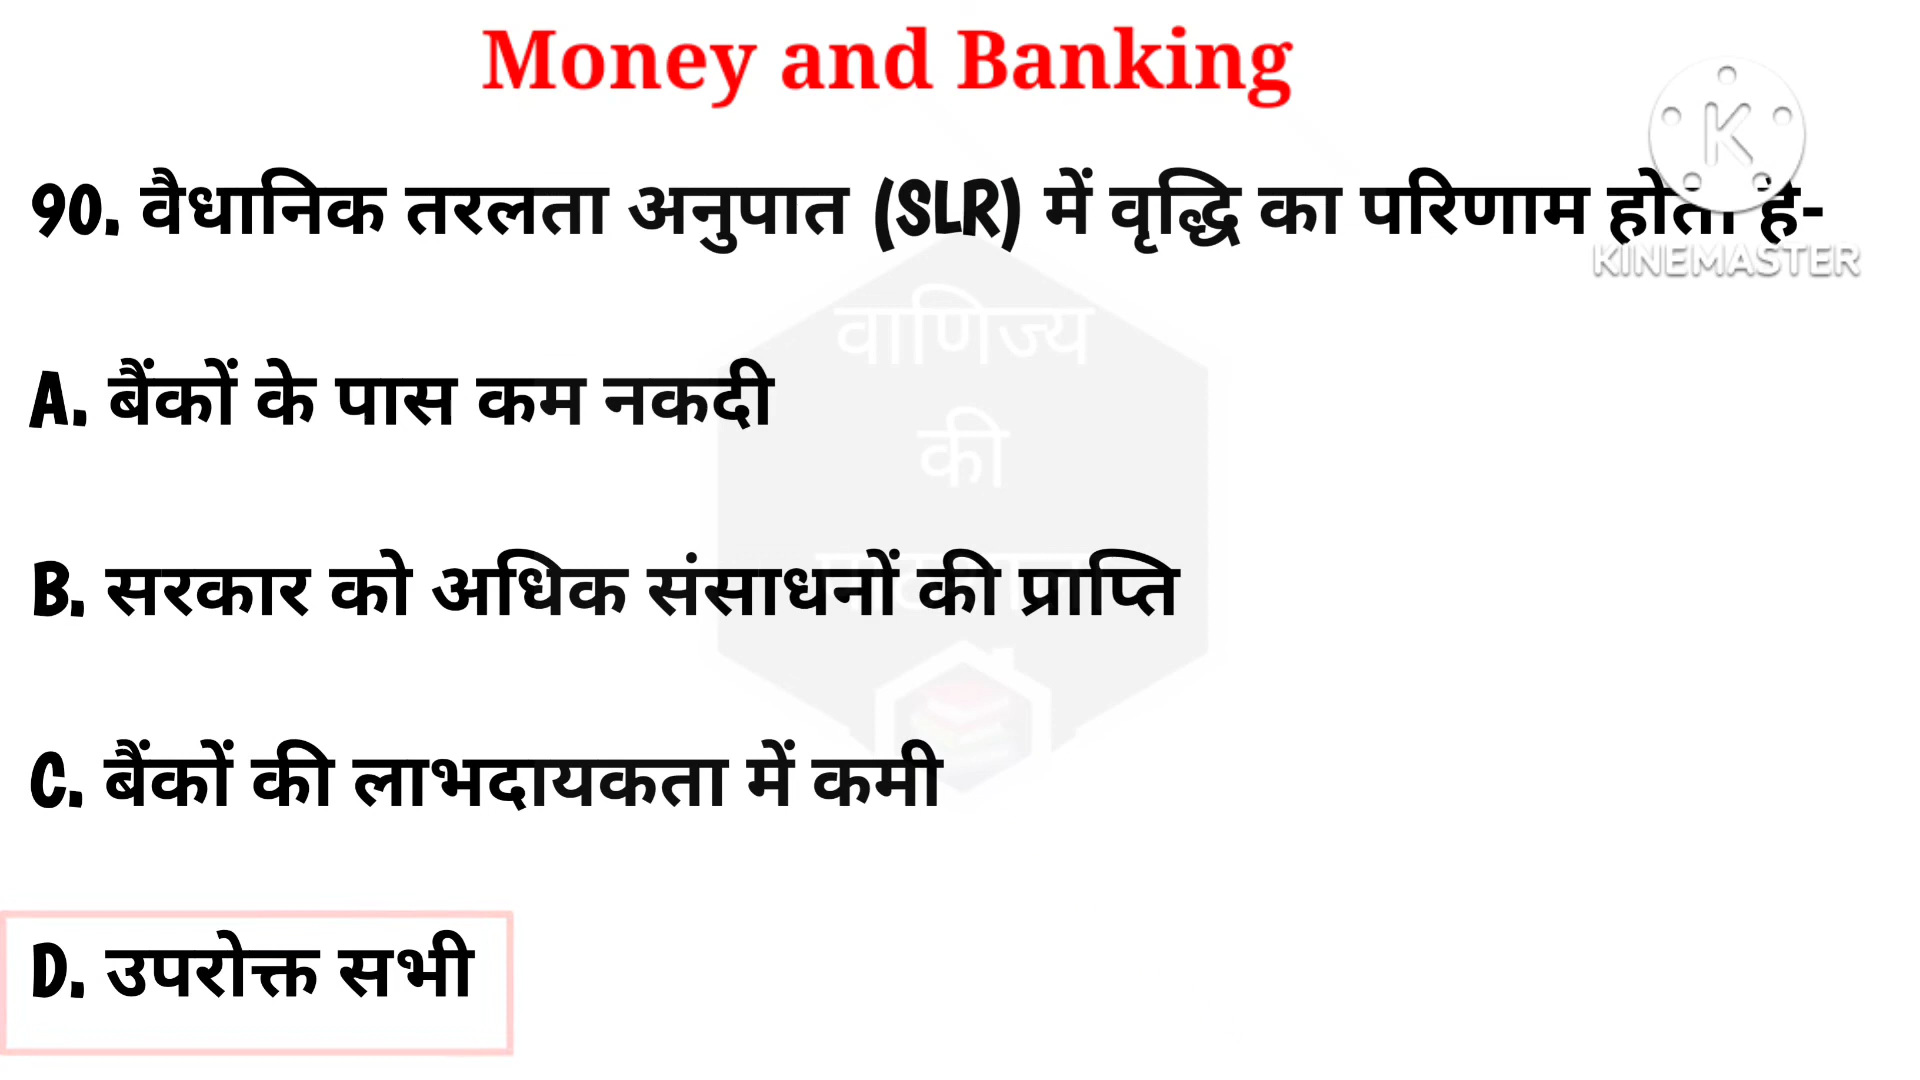 Money and Banking
90. वैधानिक तरलता अनुपात (SLR) में वृद्धि का परिणाम होता है-
KINEMASTER
वाणिज्य
की
A. बैंकों के पास कम नकदी
B. सरकार को अधिक संसाधनों की प्राप्ति
C. बैंकों की लाभदायकता में कमी
D. उपरोक्त सभी